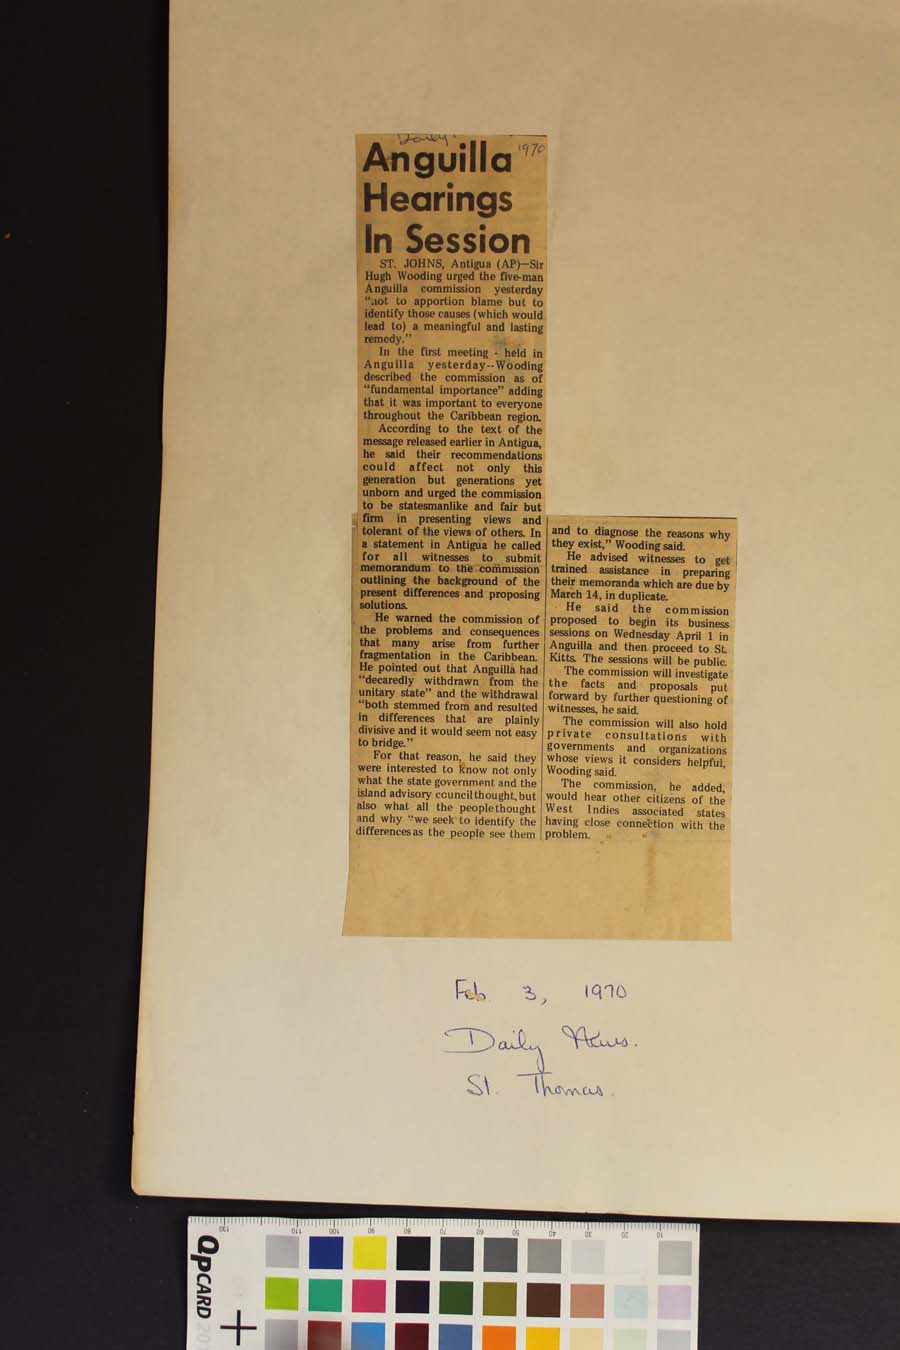 Daily
1970
Anguilla
Hearings
In Session
ST. JOHNS, Antigua (AP)—Sir
Hugh Wooding urged the five-man
Anguilla commission yesterday
"not to apportion blame but to
identify those causes (which would
lead to) a meaningful and lasting
remedy."
In the first meeting - held in
Anguilla yesterday--Wooding
described the commission as of
"fundamental importance" adding
that it was important to everyone
throughout the Caribbean region.
According to the text of the
message released earlier in Antigua,
he said their recommendations
could affect not only this
generation but generations yet
unborn and urged the commission
to be statesmanlike and fair but
firm in presenting views and
tolerant of the views of others. In
a statement in Antigua he called
for all witnesses to submit
memorandum to the commission
outlining the background of the
present differences and proposing
solutions.
He warned the commission of
the problems and consequences
that many arise from further
fragmentation in the Caribbean.
He pointed out that Anguilla had
"decaredly withdrawn from the
unitary state" and the withdrawal
"both stemmed from and resulted
in differences that are plainly
divisive and it would seem not easy
to bridge."
For that reason, he said they
were interested to know not only
what the state government and the
island advisory council thought, but
also what all the people thought
and why "we seek to identify the
differences as the people see them
and to diagnose the reasons why
they exist," Wooding said.
He advised witnesses to get
trained assistance in preparing
their memoranda which are due by
March 14, in duplicate.
He said the commission
proposed to begin its business
sessions on Wednesday April 1 in
Anguilla and then proceed to St.
Kitts. The sessions will be public.
The commission will investigate
the facts and proposals put
forward by further questioning of
witnesses, he said.
The commission will also hold
private consultations with
governments and organizations
whose views it considers helpful,
Wooding said.
The commission, he added,
would hear other citizens of the
West Indies associated states
having close connection with the
problem.
Feb 3, 1970
Daily News.
St. Thomas.
130 110 100 90 80 70 60 50 40 30 20 10
QPCARD 20